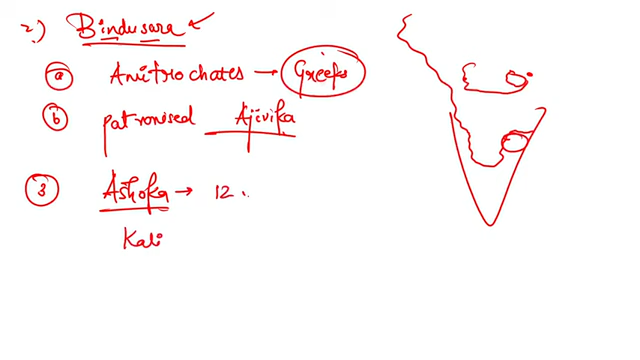 2.) Bindusara
(a) Amitrochates → Greeks
(b) patronised Ajivika
(3) Ashoka → 12
Kali